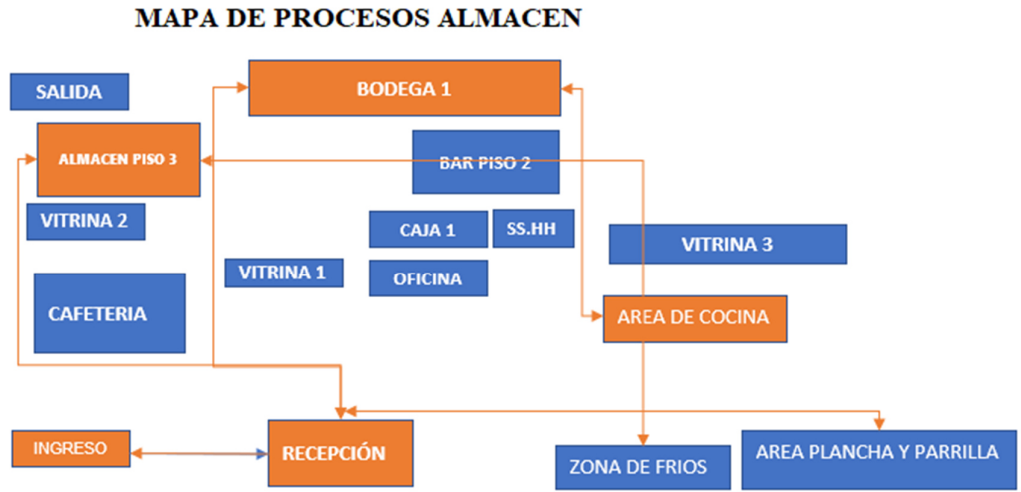 MAPA DE PROCESOS ALMACEN
SALIDA
BODEGA 1
ALMACEN PISO 3
BAR PISO 2
VITRINA 2
CAJA 1
SS.HH
VITRINA 3
VITRINA 1
OFICINA
CAFETERIA
AREA DE COCINA
INGRESO
RECEPCIÓN
ZONA DE FRIOS
AREA PLANCHA Y PARRILLA